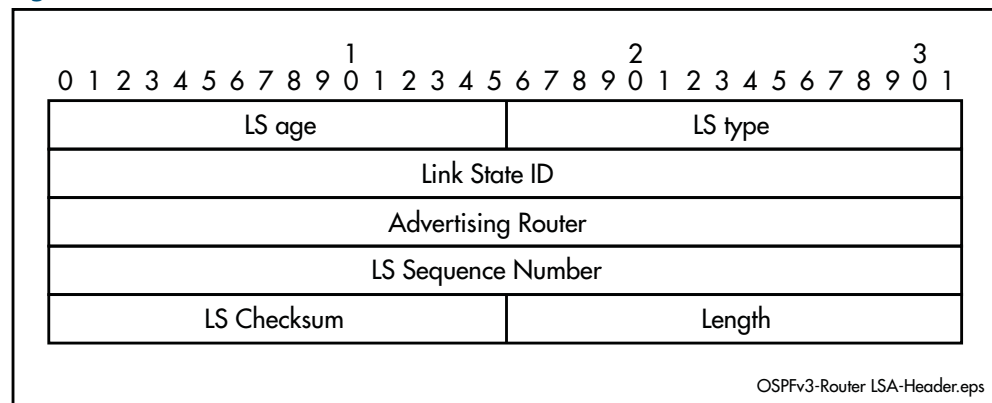 1 2 3
0 1 2 3 4 5 6 7 8 9 0 1 2 3 4 5 6 7 8 9 0 1 2 3 4 5 6 7 8 9 0 1
LS age LS type
Link State ID
Advertising Router
LS Sequence Number
LS Checksum Length
OSPFv3-Router LSA-Header.eps